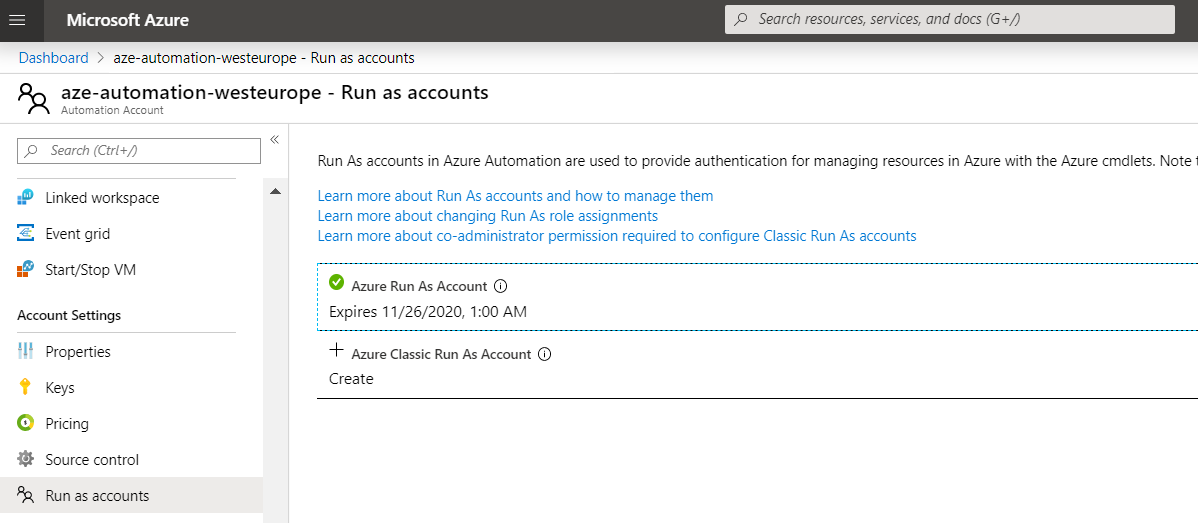 Microsoft Azure
Search resources, services, and docs (G+/)
Dashboard > aze-automation-westeurope - Run as accounts
aze-automation-westeurope - Run as accounts
Automation Account
Search (Ctrl+/)
Linked workspace
Event grid
Start/Stop VM
Account Settings
Properties
Keys
Pricing
Source control
Run as accounts
Run As accounts in Azure Automation are used to provide authentication for managing resources in Azure with the Azure cmdlets. Note t
Learn more about Run As accounts and how to manage them
Learn more about changing Run As role assignments
Learn more about co-administrator permission required to configure Classic Run As accounts
Azure Run As Account
Expires 11/26/2020, 1:00 AM
Azure Classic Run As Account
Create